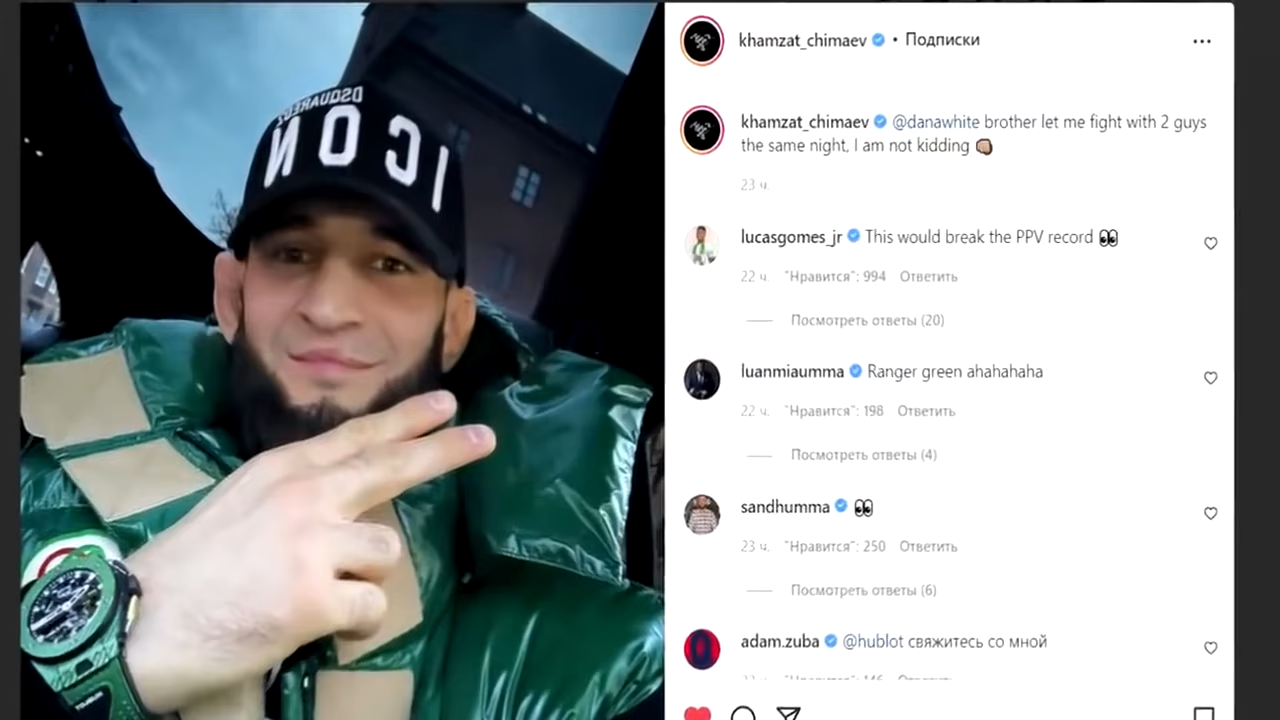 DSQUARED2
ICON
khamzat_chimaev • Подписки
khamzat_chimaev @danawhite brother let me fight with 2 guys
the same night, I am not kidding 👊🏽
23 ч.
lucasgomes_jr This would break the PPV record 👀
22 ч. "Нравится": 994 Ответить
Посмотреть ответы (20)
luanmiaumma Ranger green ahahahaha
22 ч. "Нравится": 198 Ответить
Посмотреть ответы (4)
sandhumma 👀
23 ч. "Нравится": 250 Ответить
Посмотреть ответы (6)
adam.zuba @hublot свяжитесь со мной